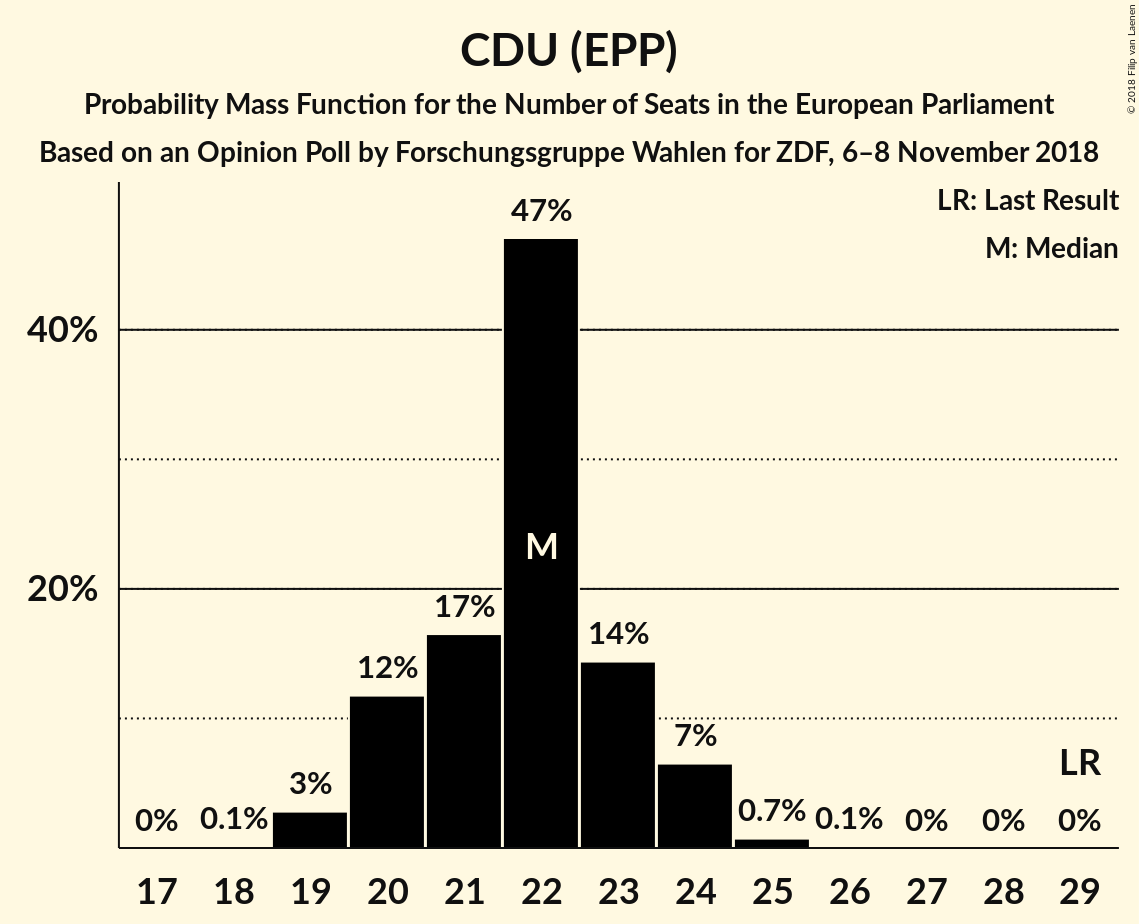 CDU (EPP)
Probability Mass Function for the Number of Seats in the European Parliament
Based on an Opinion Poll by Forschungsgruppe Wahlen for ZDF, 6–8 November 2018
© 2018 Filip van Laenen
LR: Last Result
M: Median
47%
40%
M
20%
17%
14%
12%
7%
LR
3%
0%
0.1%
0.7%
0.1%
0%
0%
0%
17 18 19 20 21 22 23 24 25 26 27 28 29